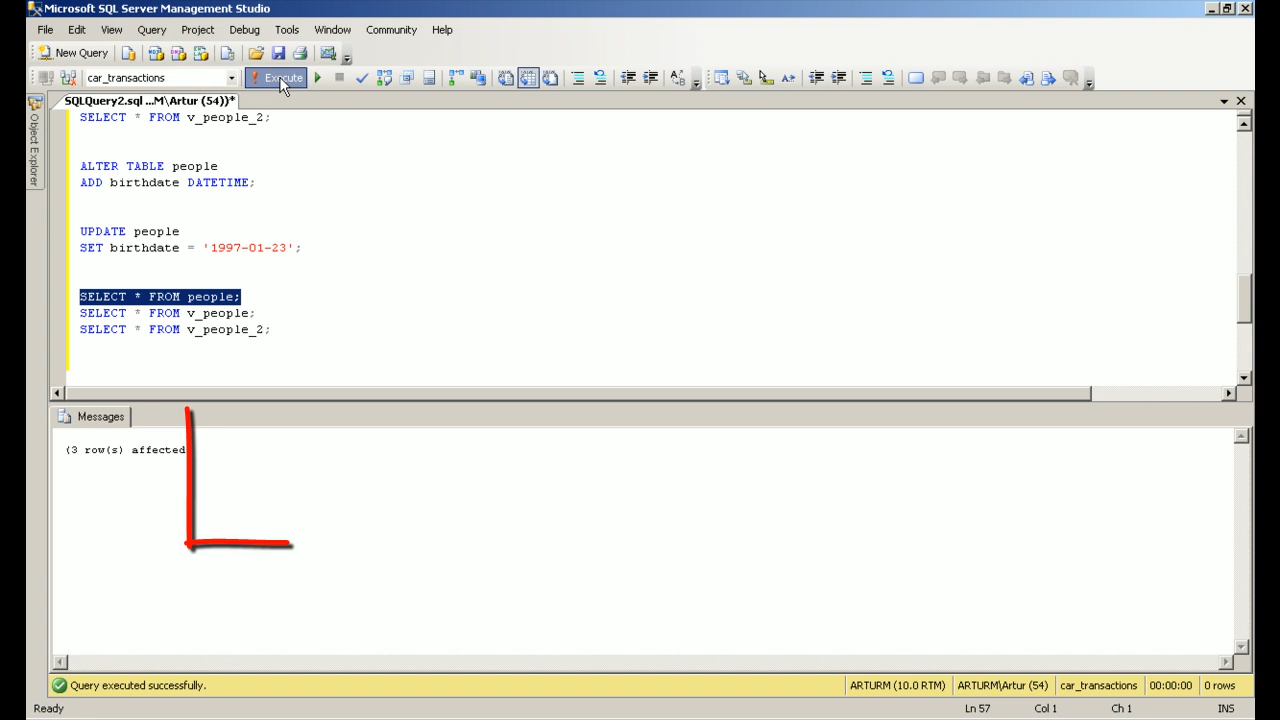 Microsoft SQL Server Management Studio
File Edit View Query Project Debug Tools Window Community Help
New Query
car_transactions Execute
SQLQuery2.sql ...M\Artur (54))*
Object Explorer
SELECT * FROM v_people_2;
ALTER TABLE people
ADD birthdate DATETIME;
UPDATE people
SET birthdate = '1997-01-23';
SELECT * FROM people;
SELECT * FROM v_people;
SELECT * FROM v_people_2;
Messages
(3 row(s) affected
Query executed successfully. ARTURM (10.0 RTM) ARTURM\Artur (54) car_transactions 00:00:00 0 rows
Ready Ln 57 Col 1 Ch 1 INS